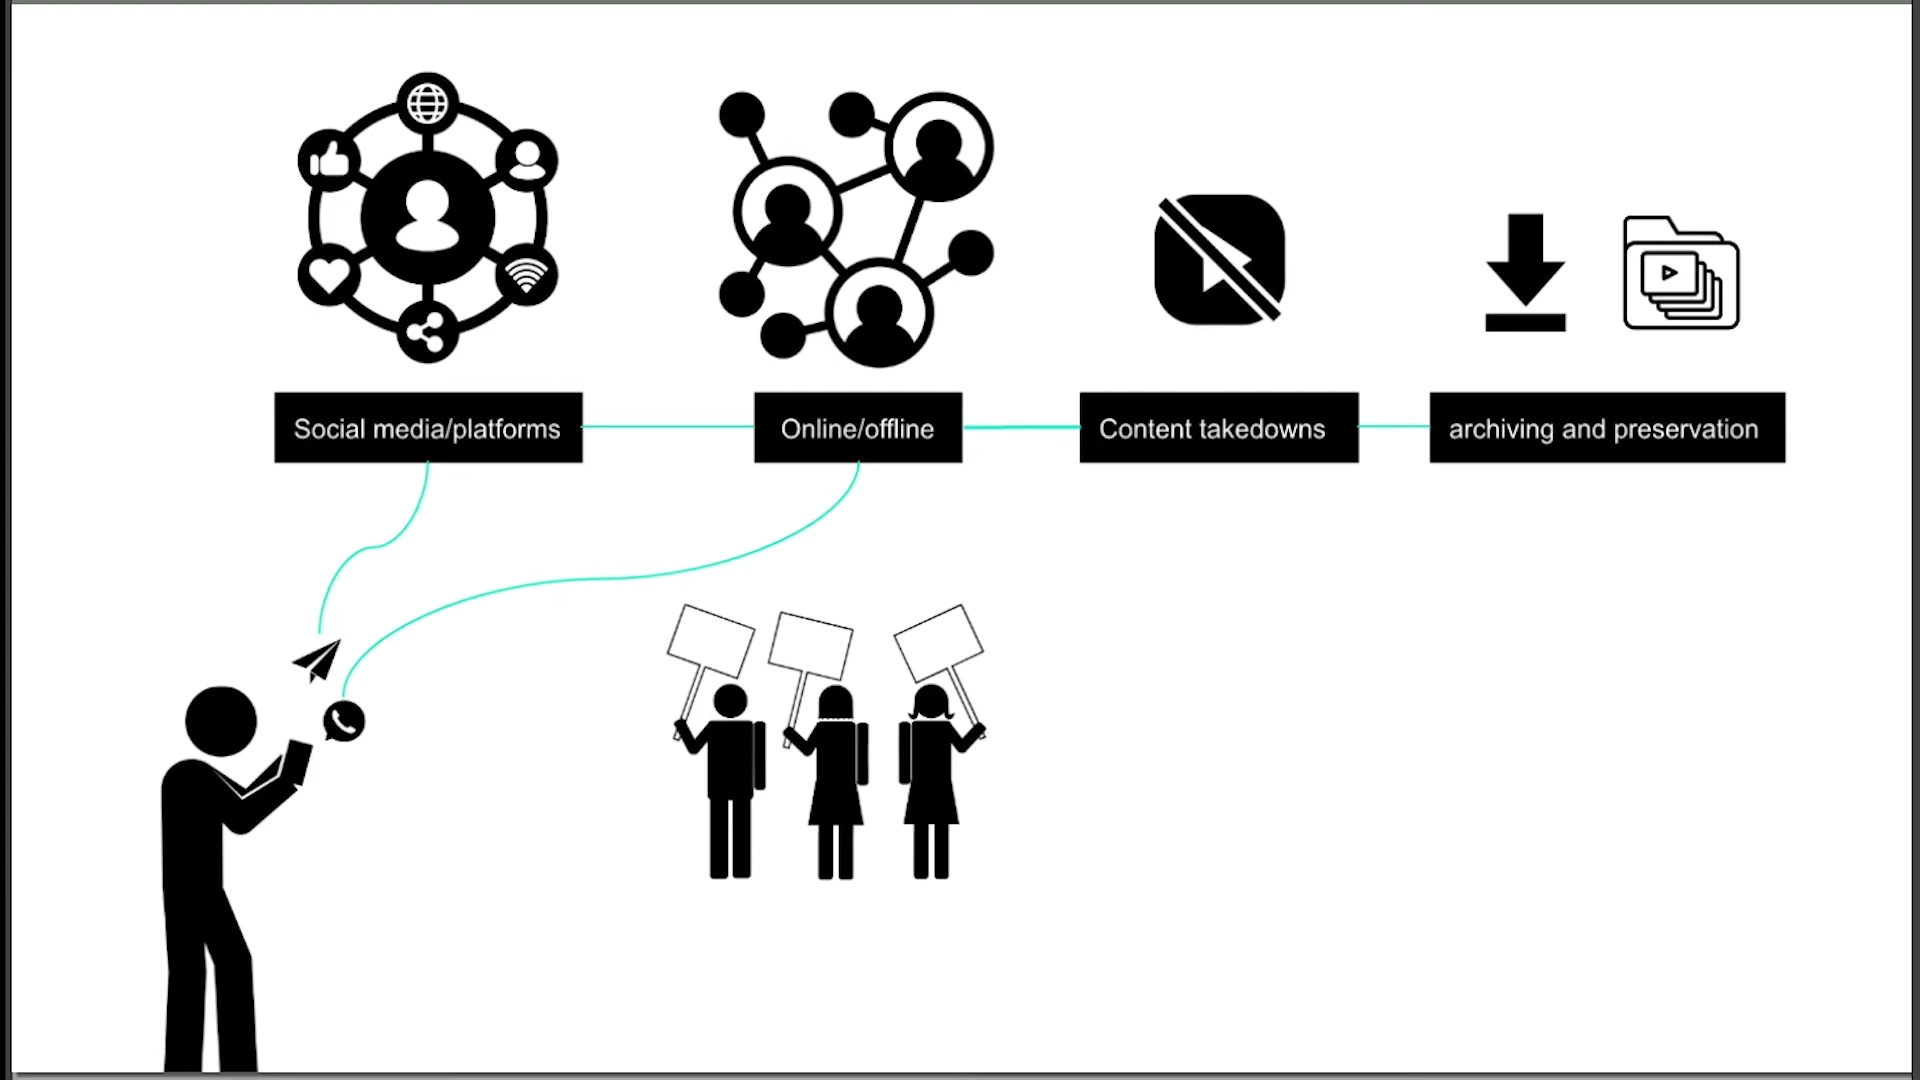 Social media/platforms
Online/offline
Content takedowns
archiving and preservation